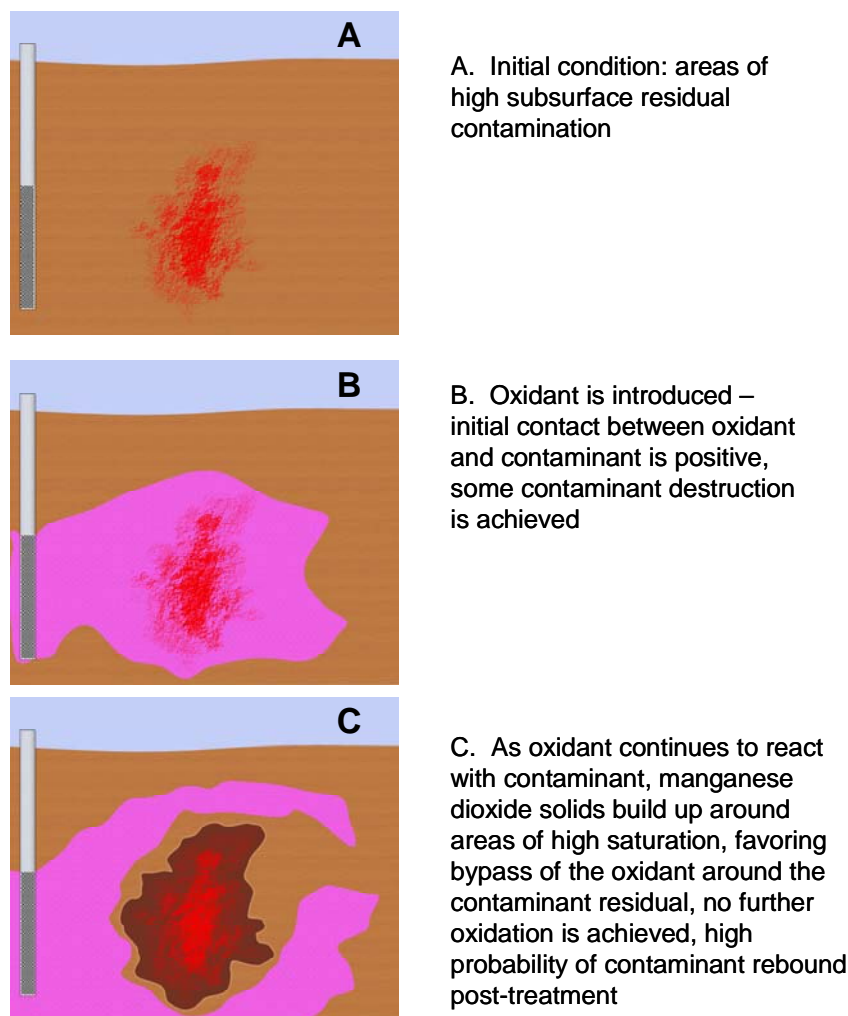 A
A. Initial condition: areas of
high subsurface residual
contamination
B
B. Oxidant is introduced –
initial contact between oxidant
and contaminant is positive,
some contaminant destruction
is achieved
C
C. As oxidant continues to react
with contaminant, manganese
dioxide solids build up around
areas of high saturation, favoring
bypass of the oxidant around the
contaminant residual, no further
oxidation is achieved, high
probability of contaminant rebound
post-treatment